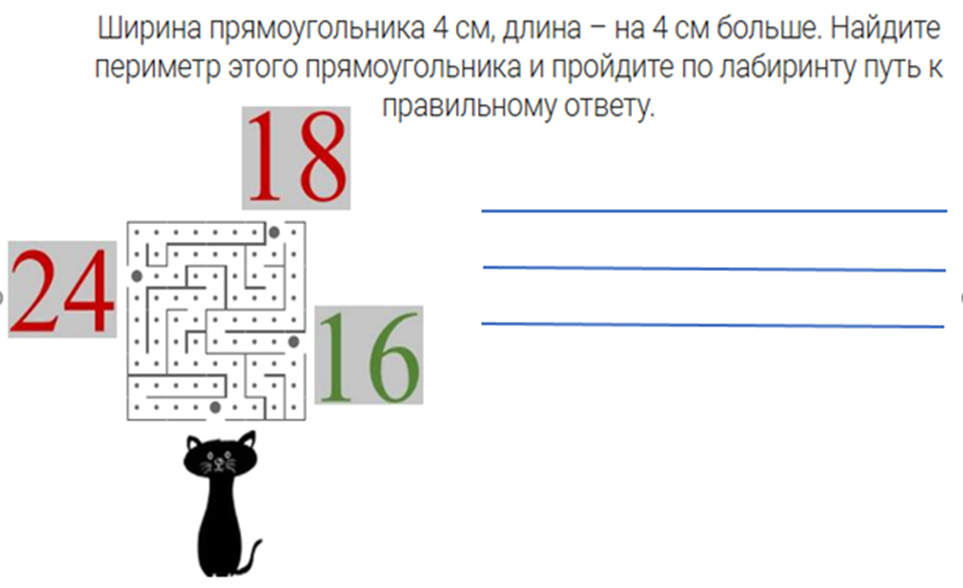 Ширина прямоугольника 4 см, длина – на 4 см больше. Найдите
периметр этого прямоугольника и пройдите по лабиринту путь к
правильному ответу.
18
24
16